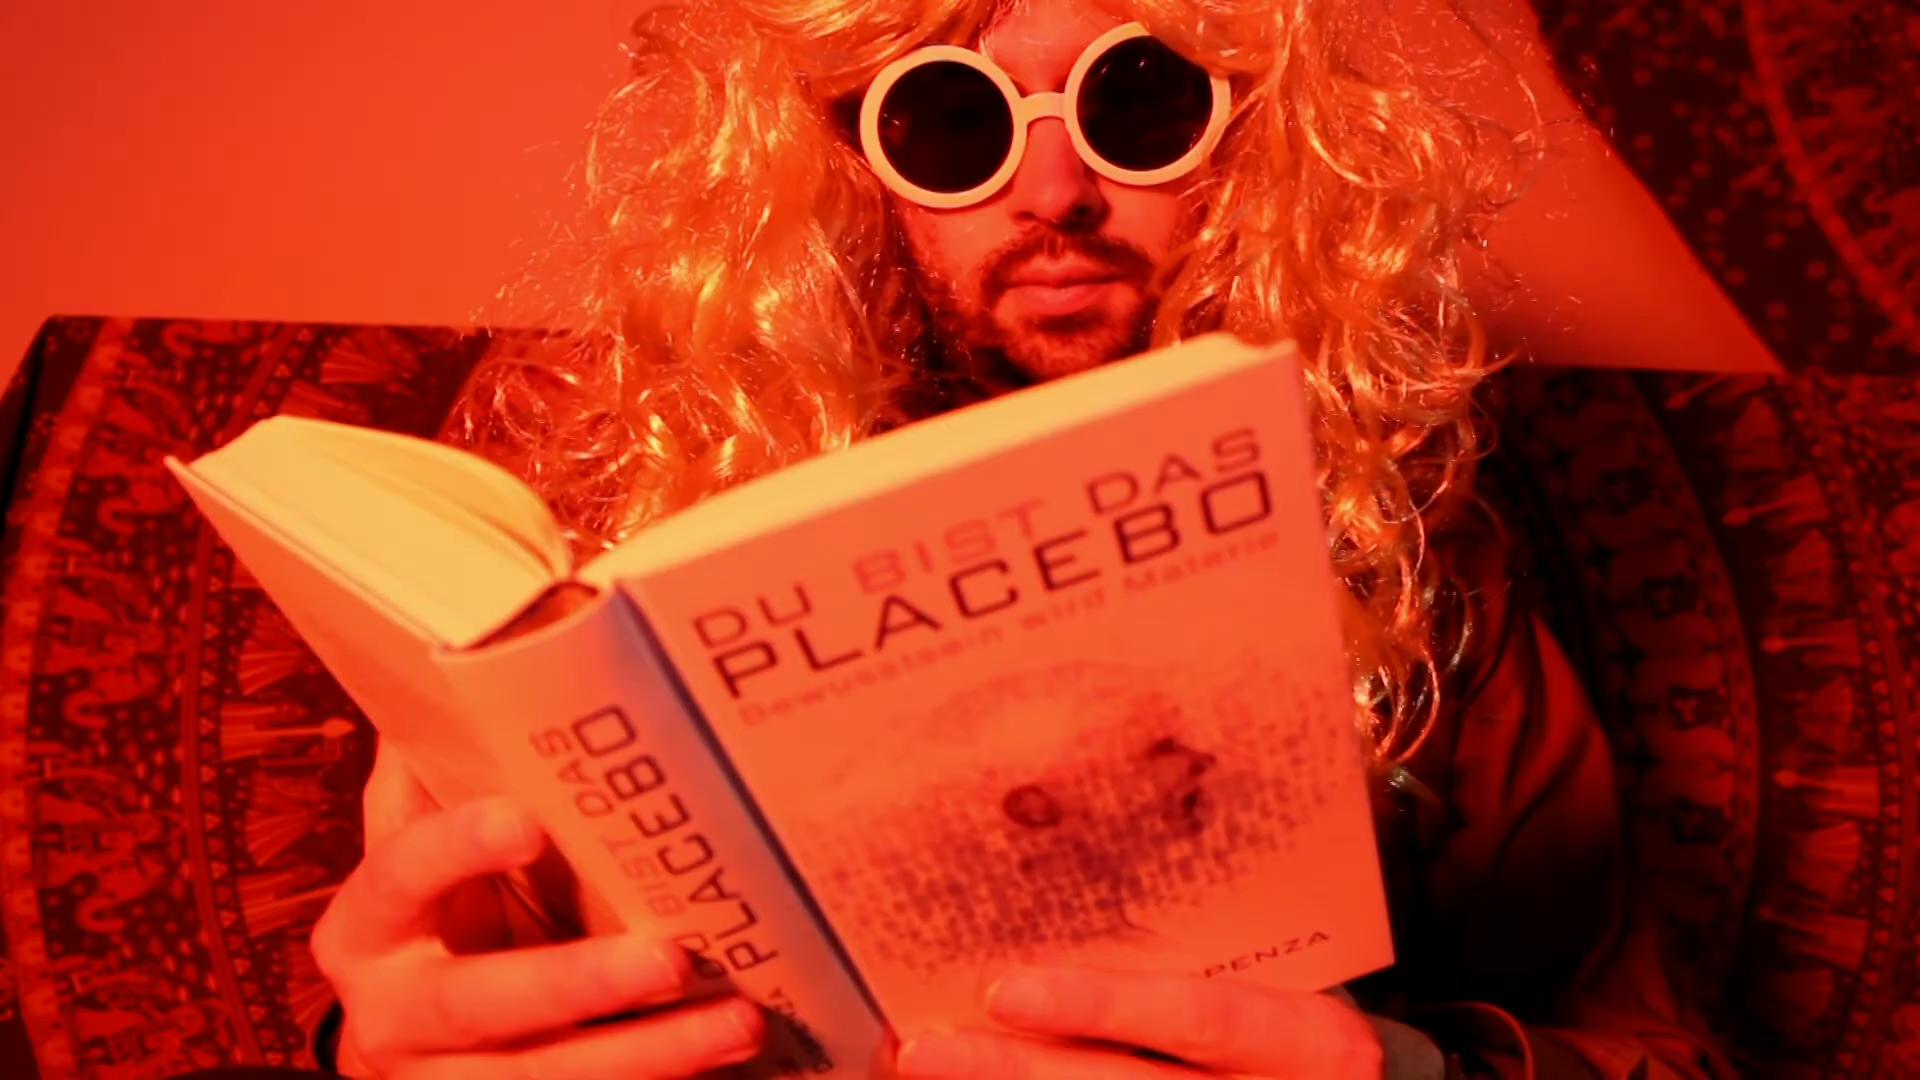 DU BIST DAS
PLACEBO
Bewusstsein wird Materie
PENZA
DU BIST DAS
PLACEBO